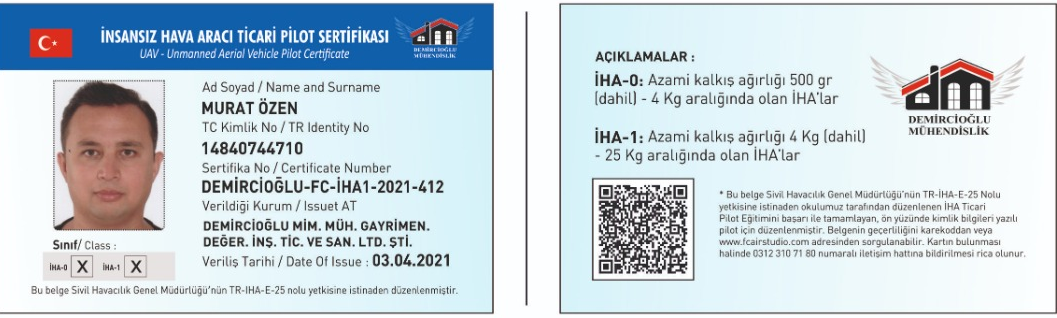 İNSANSIZ HAVA ARACI TİCARİ PİLOT SERTİFİKASI
UAV - Unmanned Aerial Vehicle Pilot Certificate
DEMİRCİOĞLU
MÜHENDİSLİK
Ad Soyad / Name and Surname
MURAT ÖZEN
TC Kimlik No / TR Identity No
14840744710
Sertifika No / Certificate Number
DEMİRCİOĞLU-FC-İHA1-2021-412
Verildiği Kurum / Issuet AT
DEMİRCİOĞLU MİM. MÜH. GAYRİMEN.
DEĞER. İNŞ. TİC. VE SAN. LTD. ŞTİ.
Veriliş Tarihi / Date Of Issue : 03.04.2021
Sınıf/ Class :
İHA-0 X İHA-1 X
Bu belge Sivil Havacılık Genel Müdürlüğü'nün TR-IHA-E-25 nolu yetkisine istinaden düzenlenmiştir.
AÇIKLAMALAR :
İHA-0: Azami kalkış ağırlığı 500 gr
(dahil) - 4 Kg aralığında olan İHA'lar
İHA-1: Azami kalkış ağırlığı 4 Kg (dahil)
- 25 Kg aralığında olan İHA'lar
DEMİRCİOĞLU
MÜHENDİSLİK
* Bu belge Sivil Havacılık Genel Müdürlüğü'nün TR-İHA-E-25 Nolu
yetkisine istinaden okulumuz tarafından düzenlenen İHA Ticari
Pilot Eğitimini başarı ile tamamlayan, ön yüzünde kimlik bilgileri yazılı
pilot için düzenlenmiştir. Belgenin geçerliliğini karekoddan veya
www.fcairstudio.com adresinden sorgulanabilir. Kartın bulunması
halinde 0312 310 71 80 numaralı iletişim hattına bildirilmesi rica olunur.